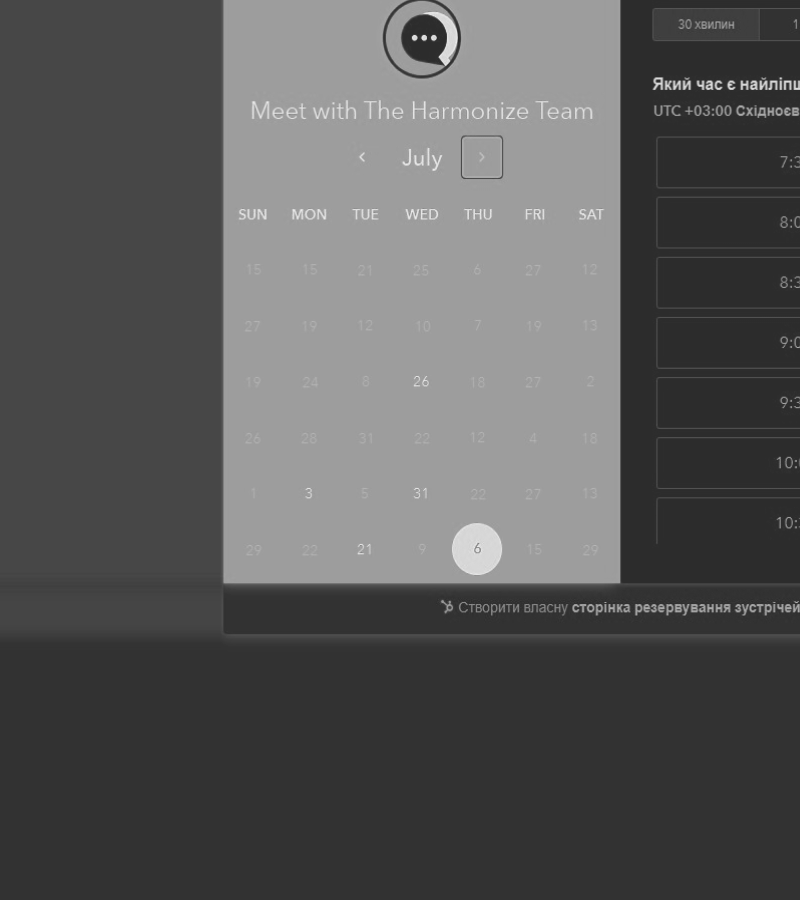 30 хвилин 1
Meet with The Harmonize Team
Який час є найліпш
UTC +03:00 Східноєв
July
SUN MON TUE WED THU FRI SAT
15 15 21 25 6 27 12
27 19 12 10 7 19 13
19 24 8 26 18 27 2
26 28 31 22 12 4 18
1 3 5 31 22 27 13
29 22 21 9 6 15 29
7:3
8:0
8:3
9:0
9:3
10:
10:
Створити власну сторінка резервування зустрічей